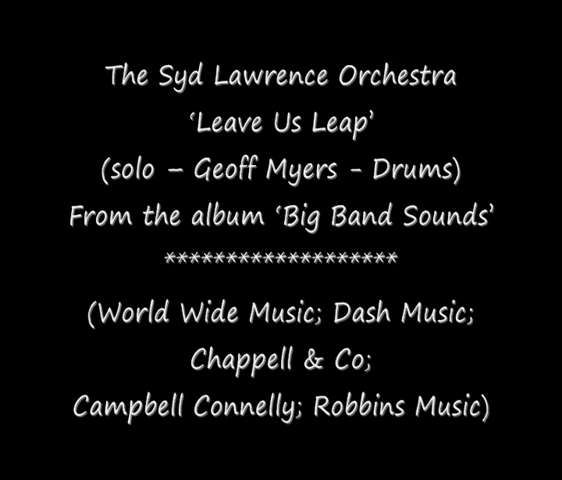 The Syd Lawrence Orchestra
‘Leave Us Leap’
(solo – Geoff Myers - Drums)
From the album ‘Big Band Sounds’
*******************
(World Wide Music; Dash Music;
Chappell & Co;
Campbell Connelly; Robbins Music)